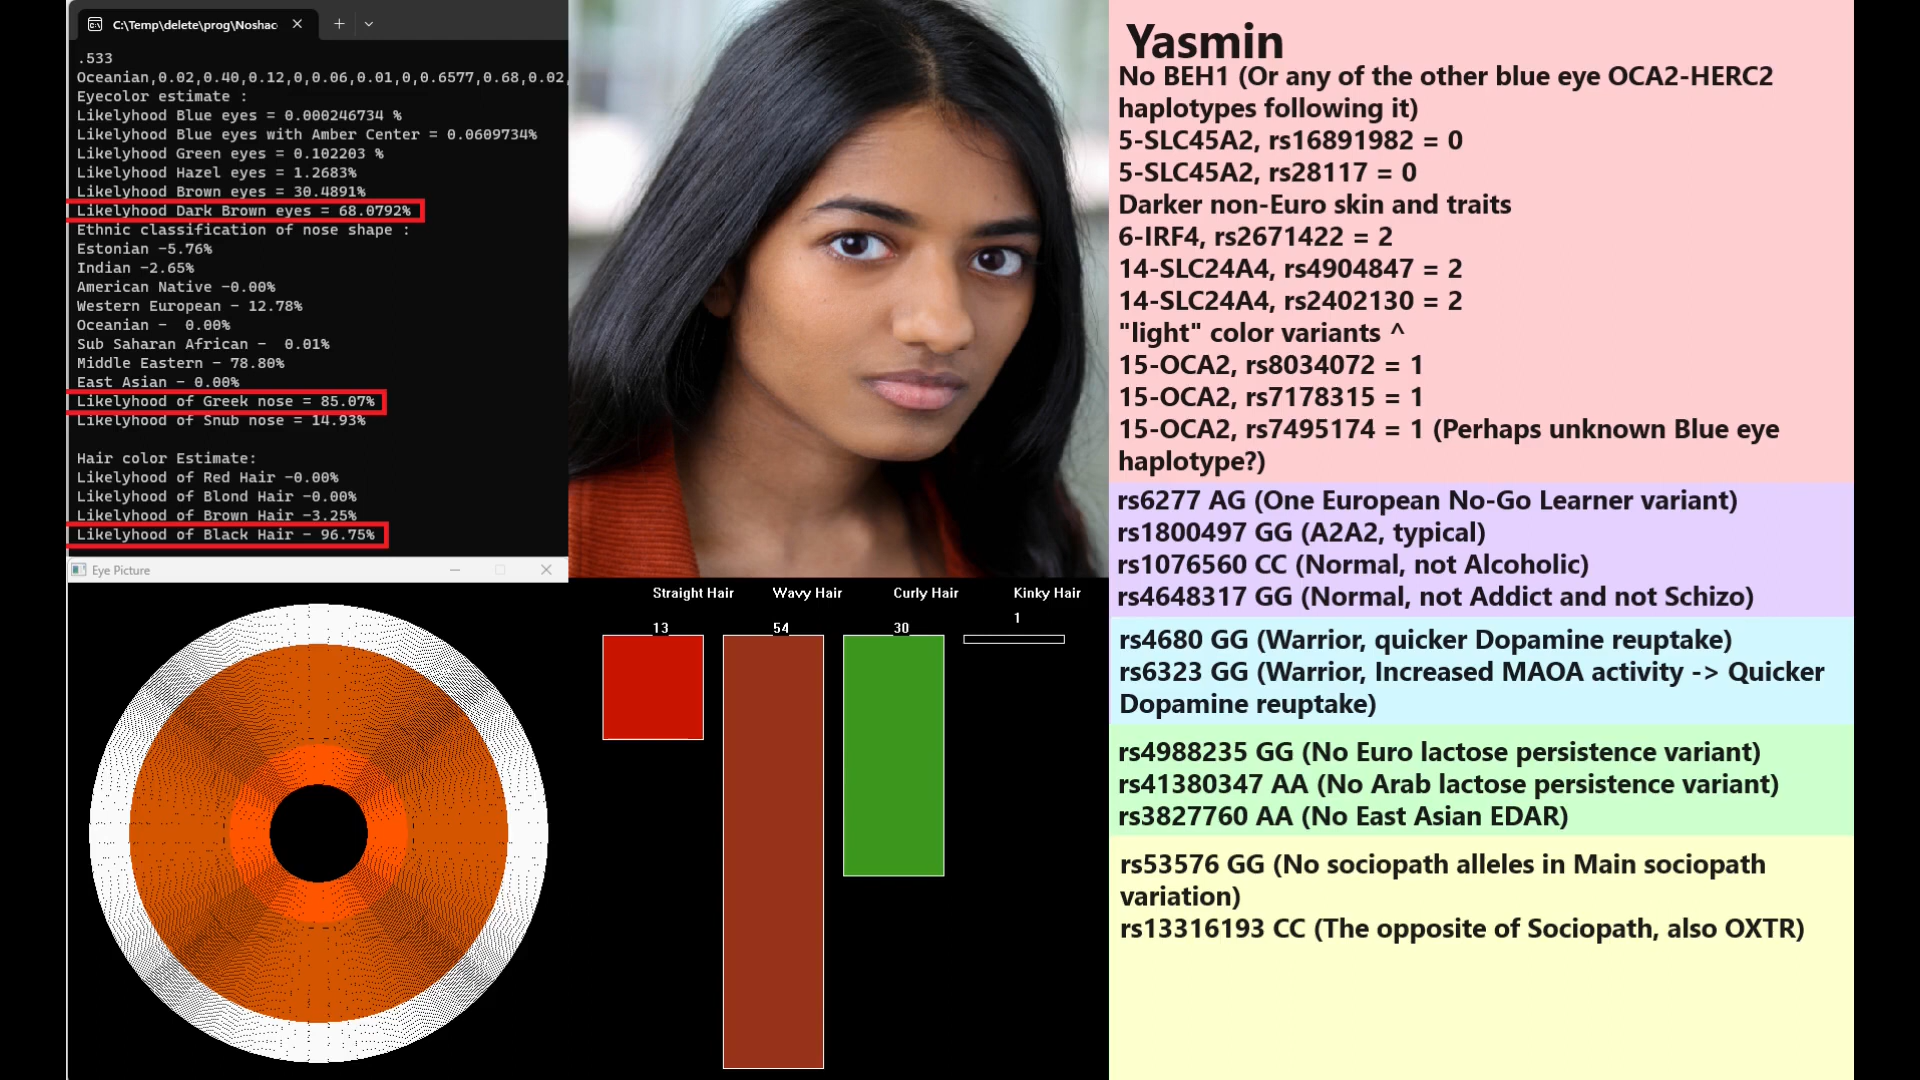 C:\Temp\delete\prog\Noshac
.533
Oceanian,0.02,0.40,0.12,0,0.06,0.01,0,0.6577,0.68,0.02,
Eyecolor estimate :
Likelyhood Blue eyes = 0.000246734 %
Likelyhood Blue eyes with Amber Center = 0.0609734%
Likelyhood Green eyes = 0.102203 %
Likelyhood Hazel eyes = 1.2683%
Likelyhood Brown eyes = 30.4891%
Likelyhood Dark Brown eyes = 68.0792%
Ethnic classification of nose shape :
Estonian -5.76%
Indian -2.65%
American Native -0.00%
Western European - 12.78%
Oceanian -  0.00%
Sub Saharan African -  0.01%
Middle Eastern - 78.80%
East Asian - 0.00%
Likelyhood of Greek nose = 85.07%
Likelyhood of Snub nose = 14.93%
Hair color Estimate:
Likelyhood of Red Hair -0.00%
Likelyhood of Blond Hair -0.00%
Likelyhood of Brown Hair -3.25%
Likelyhood of Black Hair - 96.75%
Eye Picture
Straight Hair Wavy Hair Curly Hair Kinky Hair
13 54 30 1
Yasmin
No BEH1 (Or any of the other blue eye OCA2-HERC2
haplotypes following it)
5-SLC45A2, rs16891982 = 0
5-SLC45A2, rs28117 = 0
Darker non-Euro skin and traits
6-IRF4, rs2671422 = 2
14-SLC24A4, rs4904847 = 2
14-SLC24A4, rs2402130 = 2
"light" color variants ^
15-OCA2, rs8034072 = 1
15-OCA2, rs7178315 = 1
15-OCA2, rs7495174 = 1 (Perhaps unknown Blue eye
haplotype?)
rs6277 AG (One European No-Go Learner variant)
rs1800497 GG (A2A2, typical)
rs1076560 CC (Normal, not Alcoholic)
rs4648317 GG (Normal, not Addict and not Schizo)
rs4680 GG (Warrior, quicker Dopamine reuptake)
rs6323 GG (Warrior, Increased MAOA activity -> Quicker
Dopamine reuptake)
rs4988235 GG (No Euro lactose persistence variant)
rs41380347 AA (No Arab lactose persistence variant)
rs3827760 AA (No East Asian EDAR)
rs53576 GG (No sociopath alleles in Main sociopath
variation)
rs13316193 CC (The opposite of Sociopath, also OXTR)